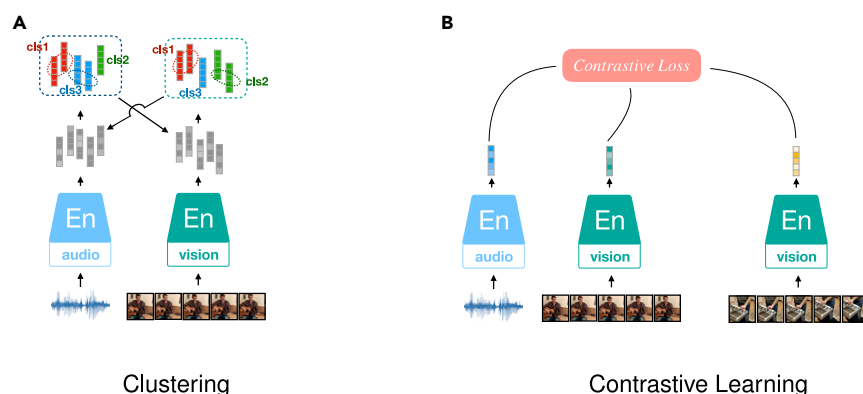 A
cls1
cls2
cls3
cls1
cls2
cls3
En
audio
En
vision
Clustering
B
Contrastive Loss
En
audio
En
vision
En
vision
Contrastive Learning